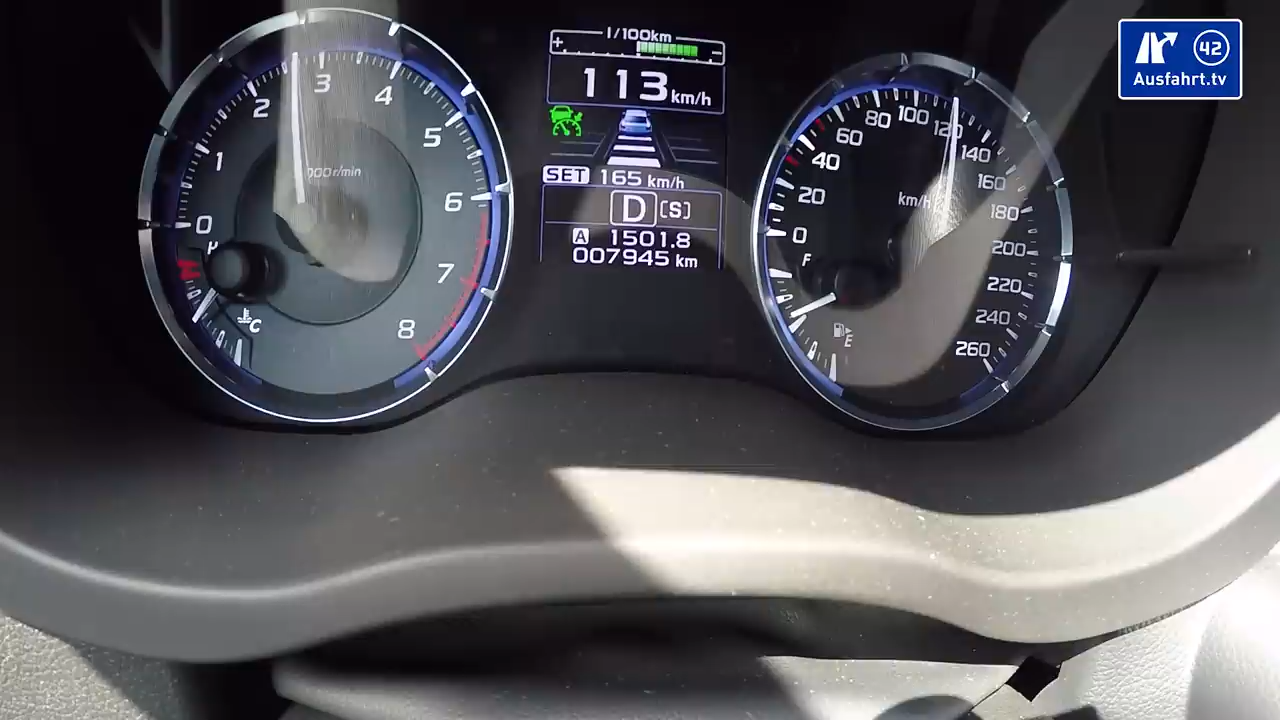 0
1
2
3
4
5
6
7
8
000r/min
H
C
l/100km
+ -
113 km/h
SET 165 km/h
D [S]
A 1501.8
007945 km
0
20
40
60
80
100
120
140
160
180
200
220
240
260
km/h
F
E
42
Ausfahrt.tv